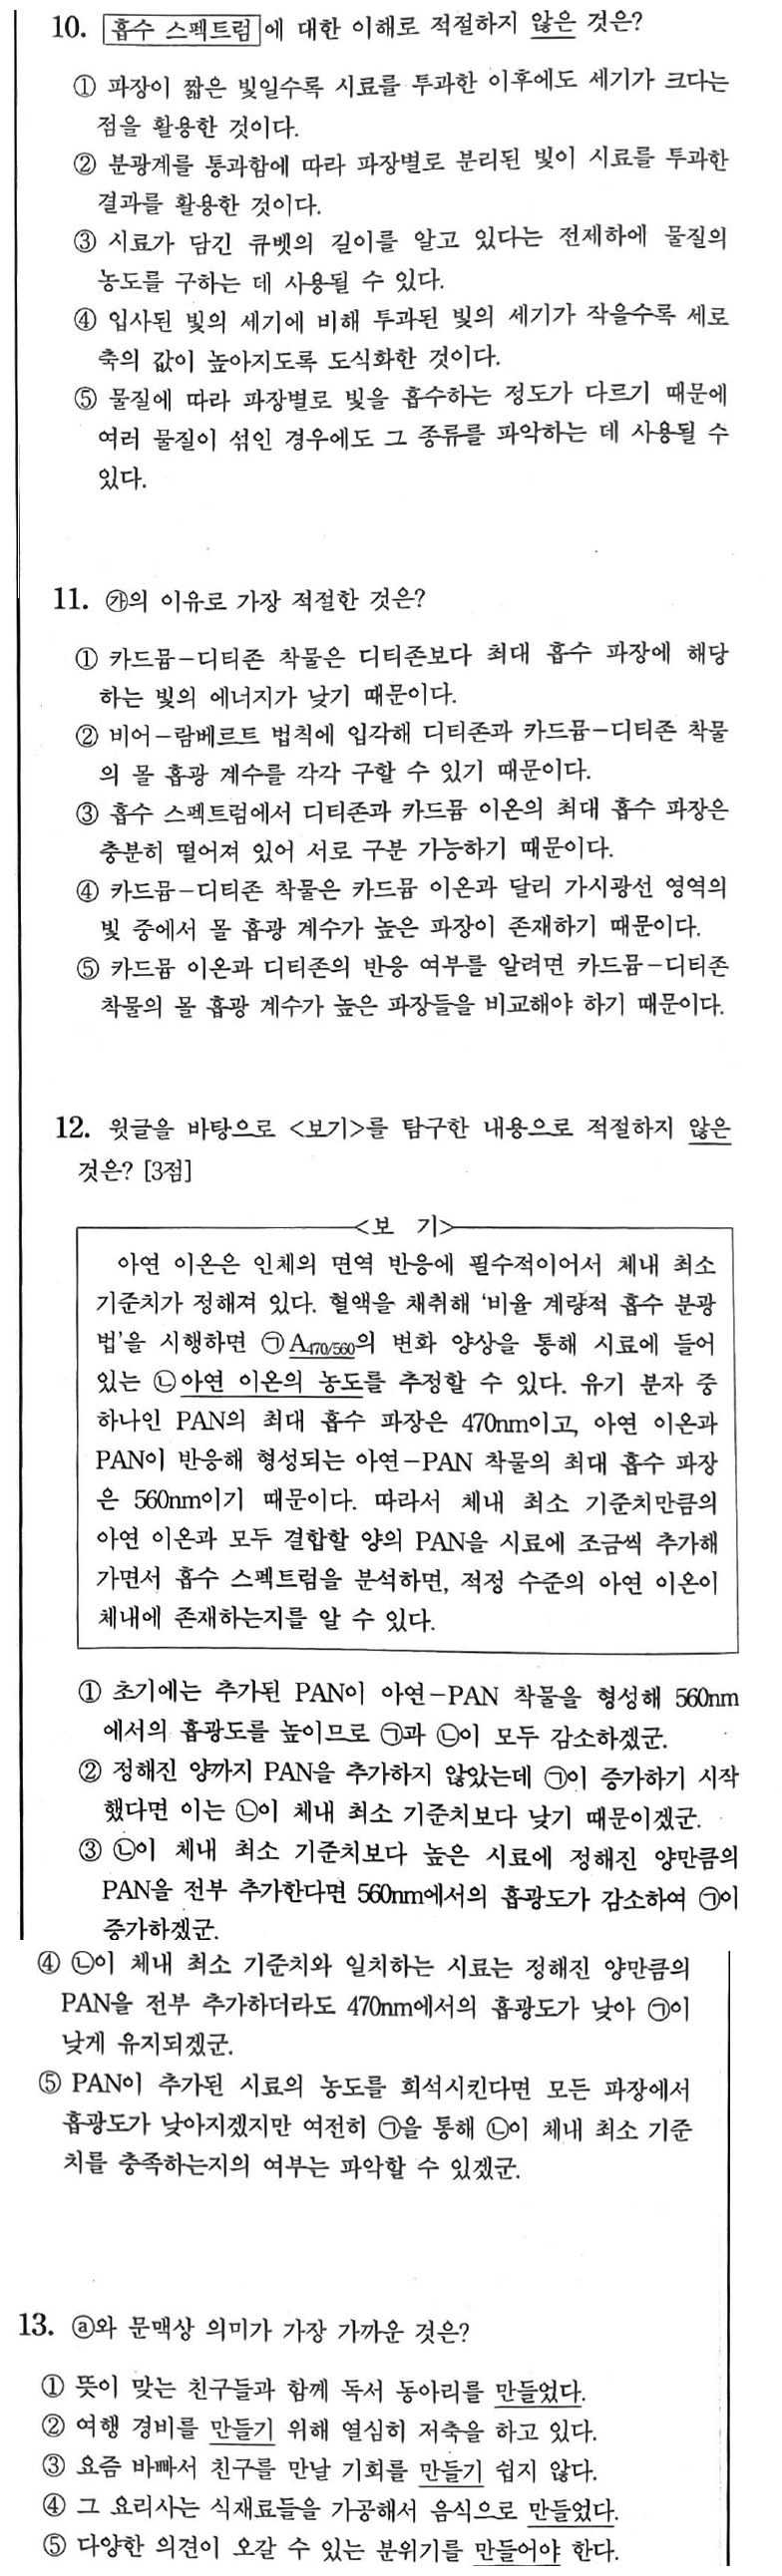 10. 흡수 스펙트럼에 대한 이해로 적절하지 않은 것은?
① 파장이 짧은 빛일수록 시료를 투과한 이후에도 세기가 크다는
점을 활용한 것이다.
② 분광계를 통과함에 따라 파장별로 분리된 빛이 시료를 투과한
결과를 활용한 것이다.
③ 시료가 담긴 큐벳의 길이를 알고 있다는 전제하에 물질의
농도를 구하는 데 사용될 수 있다.
④ 입사된 빛의 세기에 비해 투과된 빛의 세기가 작을수록 세로
축의 값이 높아지도록 도식화한 것이다.
⑤ 물질에 따라 파장별로 빛을 흡수하는 정도가 다르기 때문에
여러 물질이 섞인 경우에도 그 종류를 파악하는 데 사용될 수
있다.
11. ㉮의 이유로 가장 적절한 것은?
① 카드뮴-디티존 착물은 디티존보다 최대 흡수 파장에 해당
하는 빛의 에너지가 낮기 때문이다.
② 비어-람베르트 법칙에 입각해 디티존과 카드뮴-디티존 착물
의 몰 흡광 계수를 각각 구할 수 있기 때문이다.
③ 흡수 스펙트럼에서 디티존과 카드뮴 이온의 최대 흡수 파장은
충분히 떨어져 있어 서로 구분 가능하기 때문이다.
④ 카드뮴-디티존 착물은 카드뮴 이온과 달리 가시광선 영역의
빛 중에서 몰 흡광 계수가 높은 파장이 존재하기 때문이다.
⑤ 카드뮴 이온과 디티존의 반응 여부를 알려면 카드뮴-디티존
착물의 몰 흡광 계수가 높은 파장들을 비교해야 하기 때문이다.
12. 윗글을 바탕으로 <보기>를 탐구한 내용으로 적절하지 않은
것은? [3점]
<보 기>
아연 이온은 인체의 면역 반응에 필수적이어서 체내 최소
기준치가 정해져 있다. 혈액을 채취해 ‘비율 계량적 흡수 분광
법’을 시행하면 ㉠A470/560의 변화 양상을 통해 시료에 들어
있는 ㉡아연 이온의 농도를 추정할 수 있다. 유기 분자 중
하나인 PAN의 최대 흡수 파장은 470nm이고, 아연 이온과
PAN이 반응해 형성되는 아연-PAN 착물의 최대 흡수 파장
은 560nm이기 때문이다. 따라서 체내 최소 기준치만큼의
아연 이온과 모두 결합할 양의 PAN을 시료에 조금씩 추가해
가면서 흡수 스펙트럼을 분석하면, 적정 수준의 아연 이온이
체내에 존재하는지를 알 수 있다.
① 초기에는 추가된 PAN이 아연-PAN 착물을 형성해 560nm
에서의 흡광도를 높이므로 ㉠과 ㉡이 모두 감소하겠군.
② 정해진 양까지 PAN을 추가하지 않았는데 ㉠이 증가하기 시작
했다면 이는 ㉡이 체내 최소 기준치보다 낮기 때문이겠군.
③ ㉡이 체내 최소 기준치보다 높은 시료에 정해진 양만큼의
PAN을 전부 추가한다면 560nm에서의 흡광도가 감소하여 ㉠이
증가하겠군.
④ ㉡이 체내 최소 기준치와 일치하는 시료는 정해진 양만큼의
PAN을 전부 추가하더라도 470nm에서의 흡광도가 낮아 ㉠이
낮게 유지되겠군.
⑤ PAN이 추가된 시료의 농도를 희석시킨다면 모든 파장에서
흡광도가 낮아지겠지만 여전히 ㉠을 통해 ㉡이 체내 최소 기준
치를 충족하는지의 여부는 파악할 수 있겠군.
13. ⓐ와 문맥상 의미가 가장 가까운 것은?
① 뜻이 맞는 친구들과 함께 독서 동아리를 만들었다.
② 여행 경비를 만들기 위해 열심히 저축을 하고 있다.
③ 요즘 바빠서 친구를 만날 기회를 만들기 쉽지 않다.
④ 그 요리사는 식재료들을 가공해서 음식으로 만들었다.
⑤ 다양한 의견이 오갈 수 있는 분위기를 만들어야 한다.